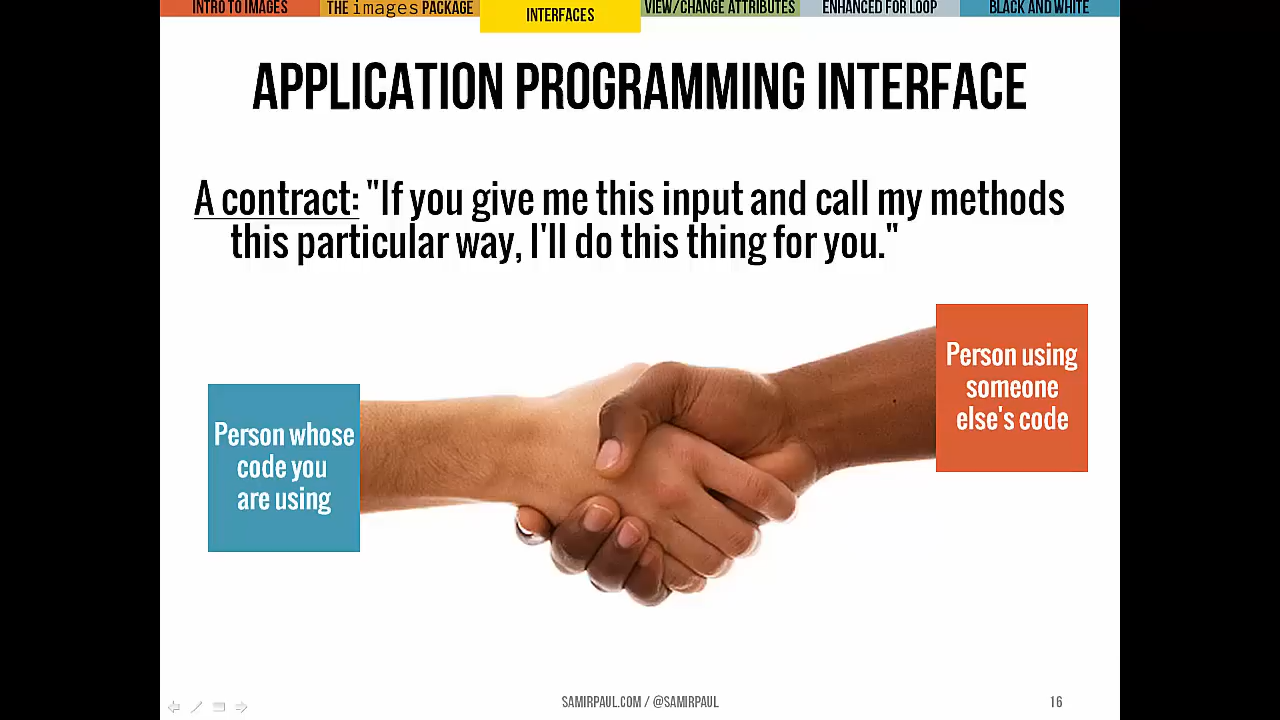 INTRO TO IMAGES
THE images PACKAGE
INTERFACES
VIEW/CHANGE ATTRIBUTES
ENHANCED FOR LOOP
BLACK AND WHITE
APPLICATION PROGRAMMING INTERFACE
A contract: "If you give me this input and call my methods
this particular way, I'll do this thing for you."
Person whose
code you
are using
Person using
someone
else's code
SAMIRPAUL.COM / @SAMIRPAUL
16